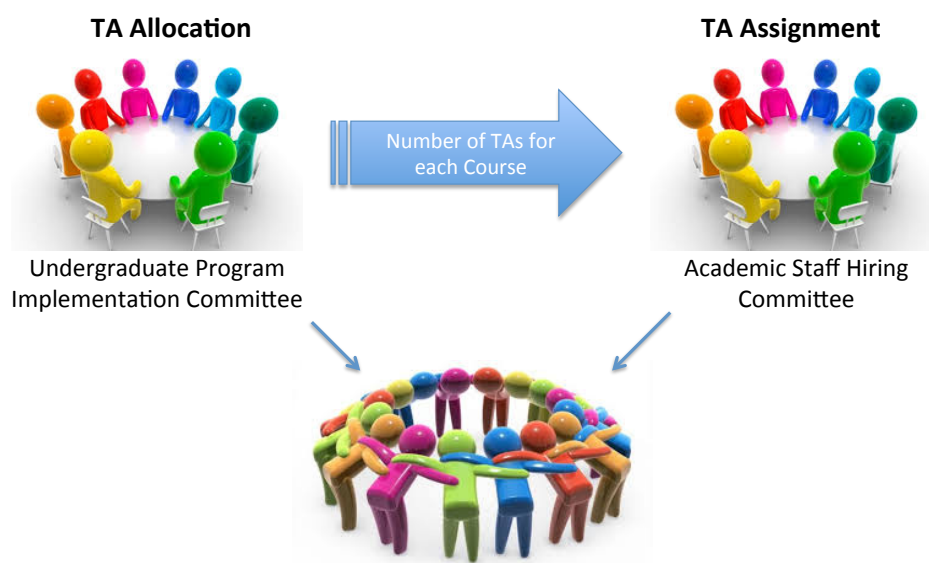 TA Allocation
TA Assignment
Number of TAs for
each Course
Undergraduate Program
Implementation Committee
Academic Staff Hiring
Committee